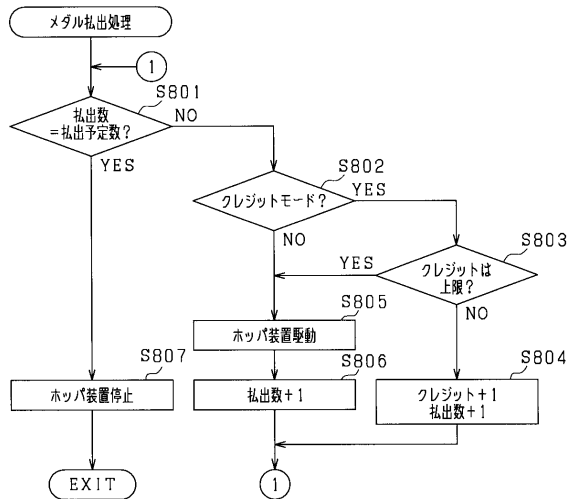 メダル払出処理
1
S801
払出数
=払出予定数?
NO
YES
S802
クレジットモード?
YES
NO
S803
クレジットは
上限?
YES
NO
S805
ホッパ装置駆動
S807
ホッパ装置停止
S806
払出数+1
S804
クレジット+1
払出数+1
EXIT
1